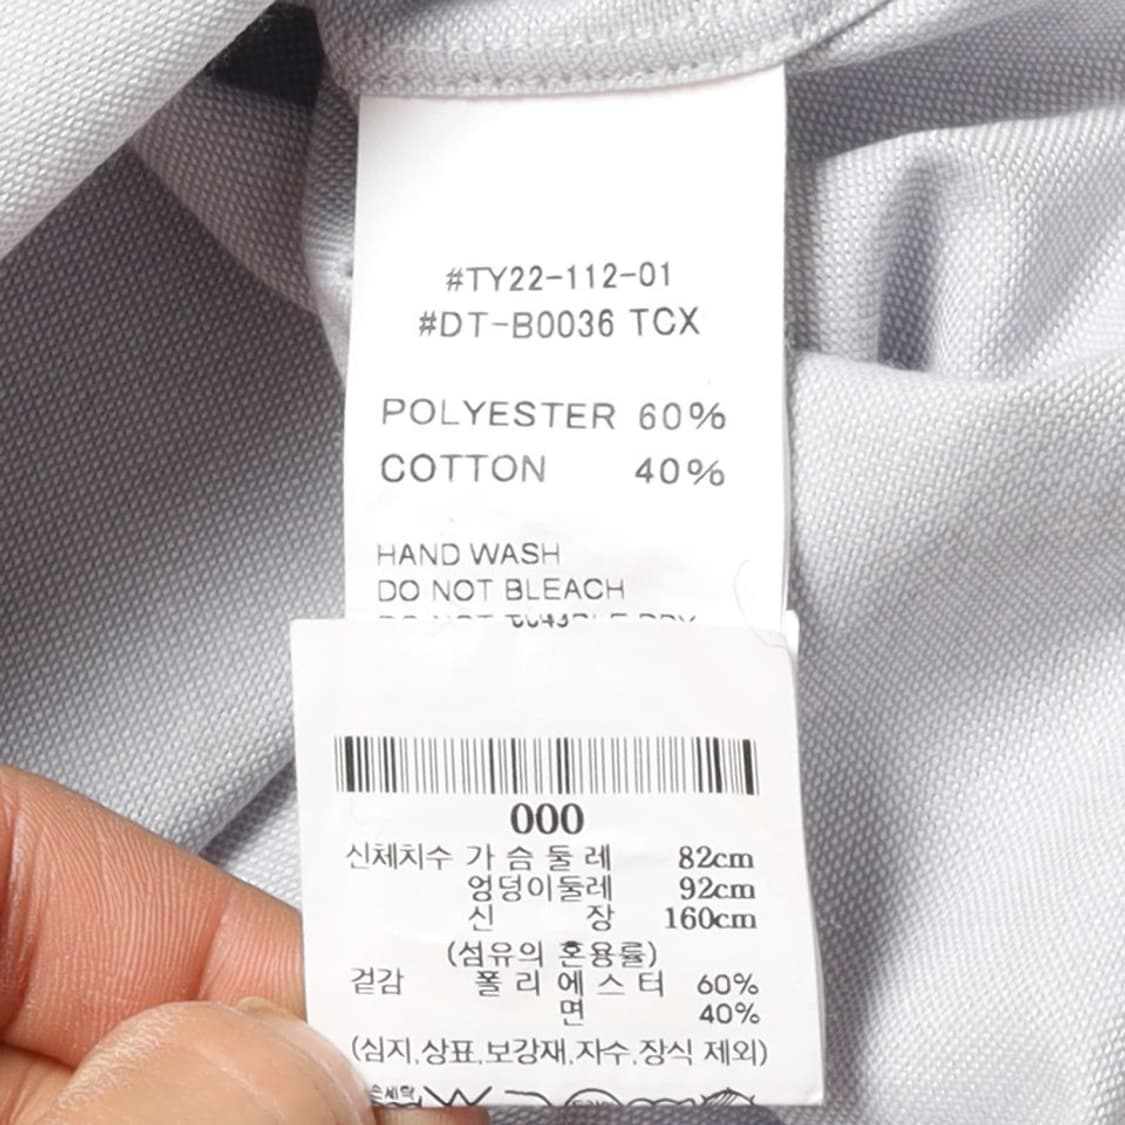 #TY22-112-01
#DT-B0036 TCX
POLYESTER 60%
COTTON 40%
HAND WASH
DO NOT BLEACH
000
신체치수 가 슴 둘 레 82cm
엉덩이둘레 92cm
신 장 160cm
(섬유의 혼용률)
겉감 폴 리 에 스 터 60%
면 40%
(심지,상표,보강재,자수,장식 제외)
손세탁